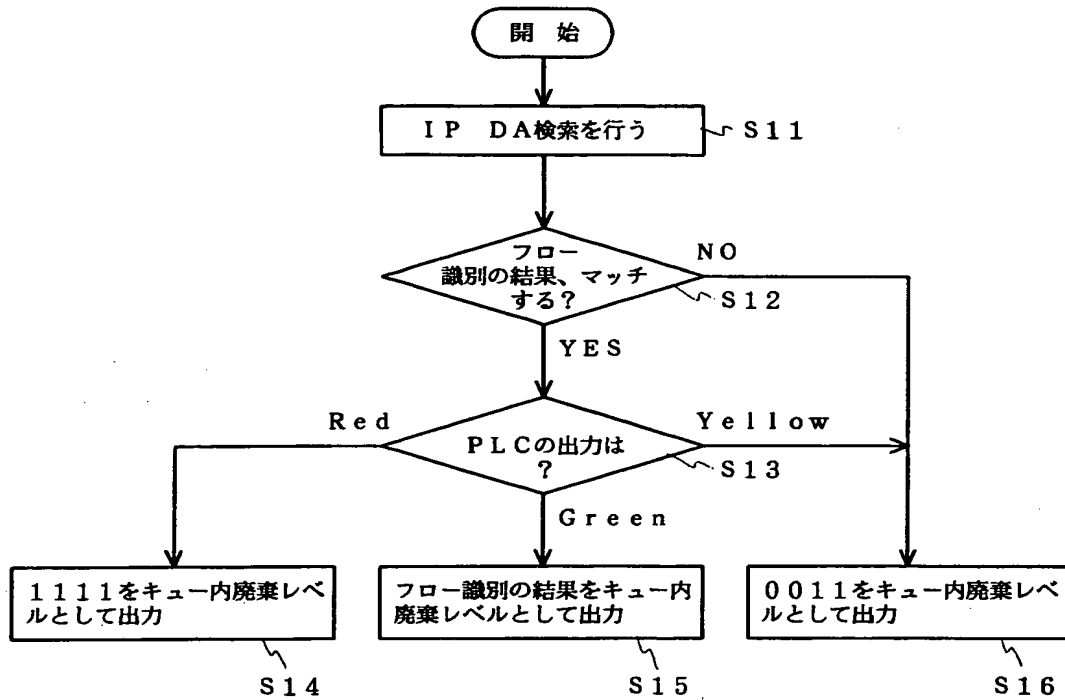 開 始
IP DA検索を行う
S11
フロー
識別の結果、マッチ
する?
NO
S12
YES
Red
Yellow
PLCの出力は
?
S13
Green
1111をキュー内廃棄レベ
ルとして出力
フロー識別の結果をキュー内
廃棄レベルとして出力
0011をキュー内廃棄レベ
ルとして出力
S14
S15
S16